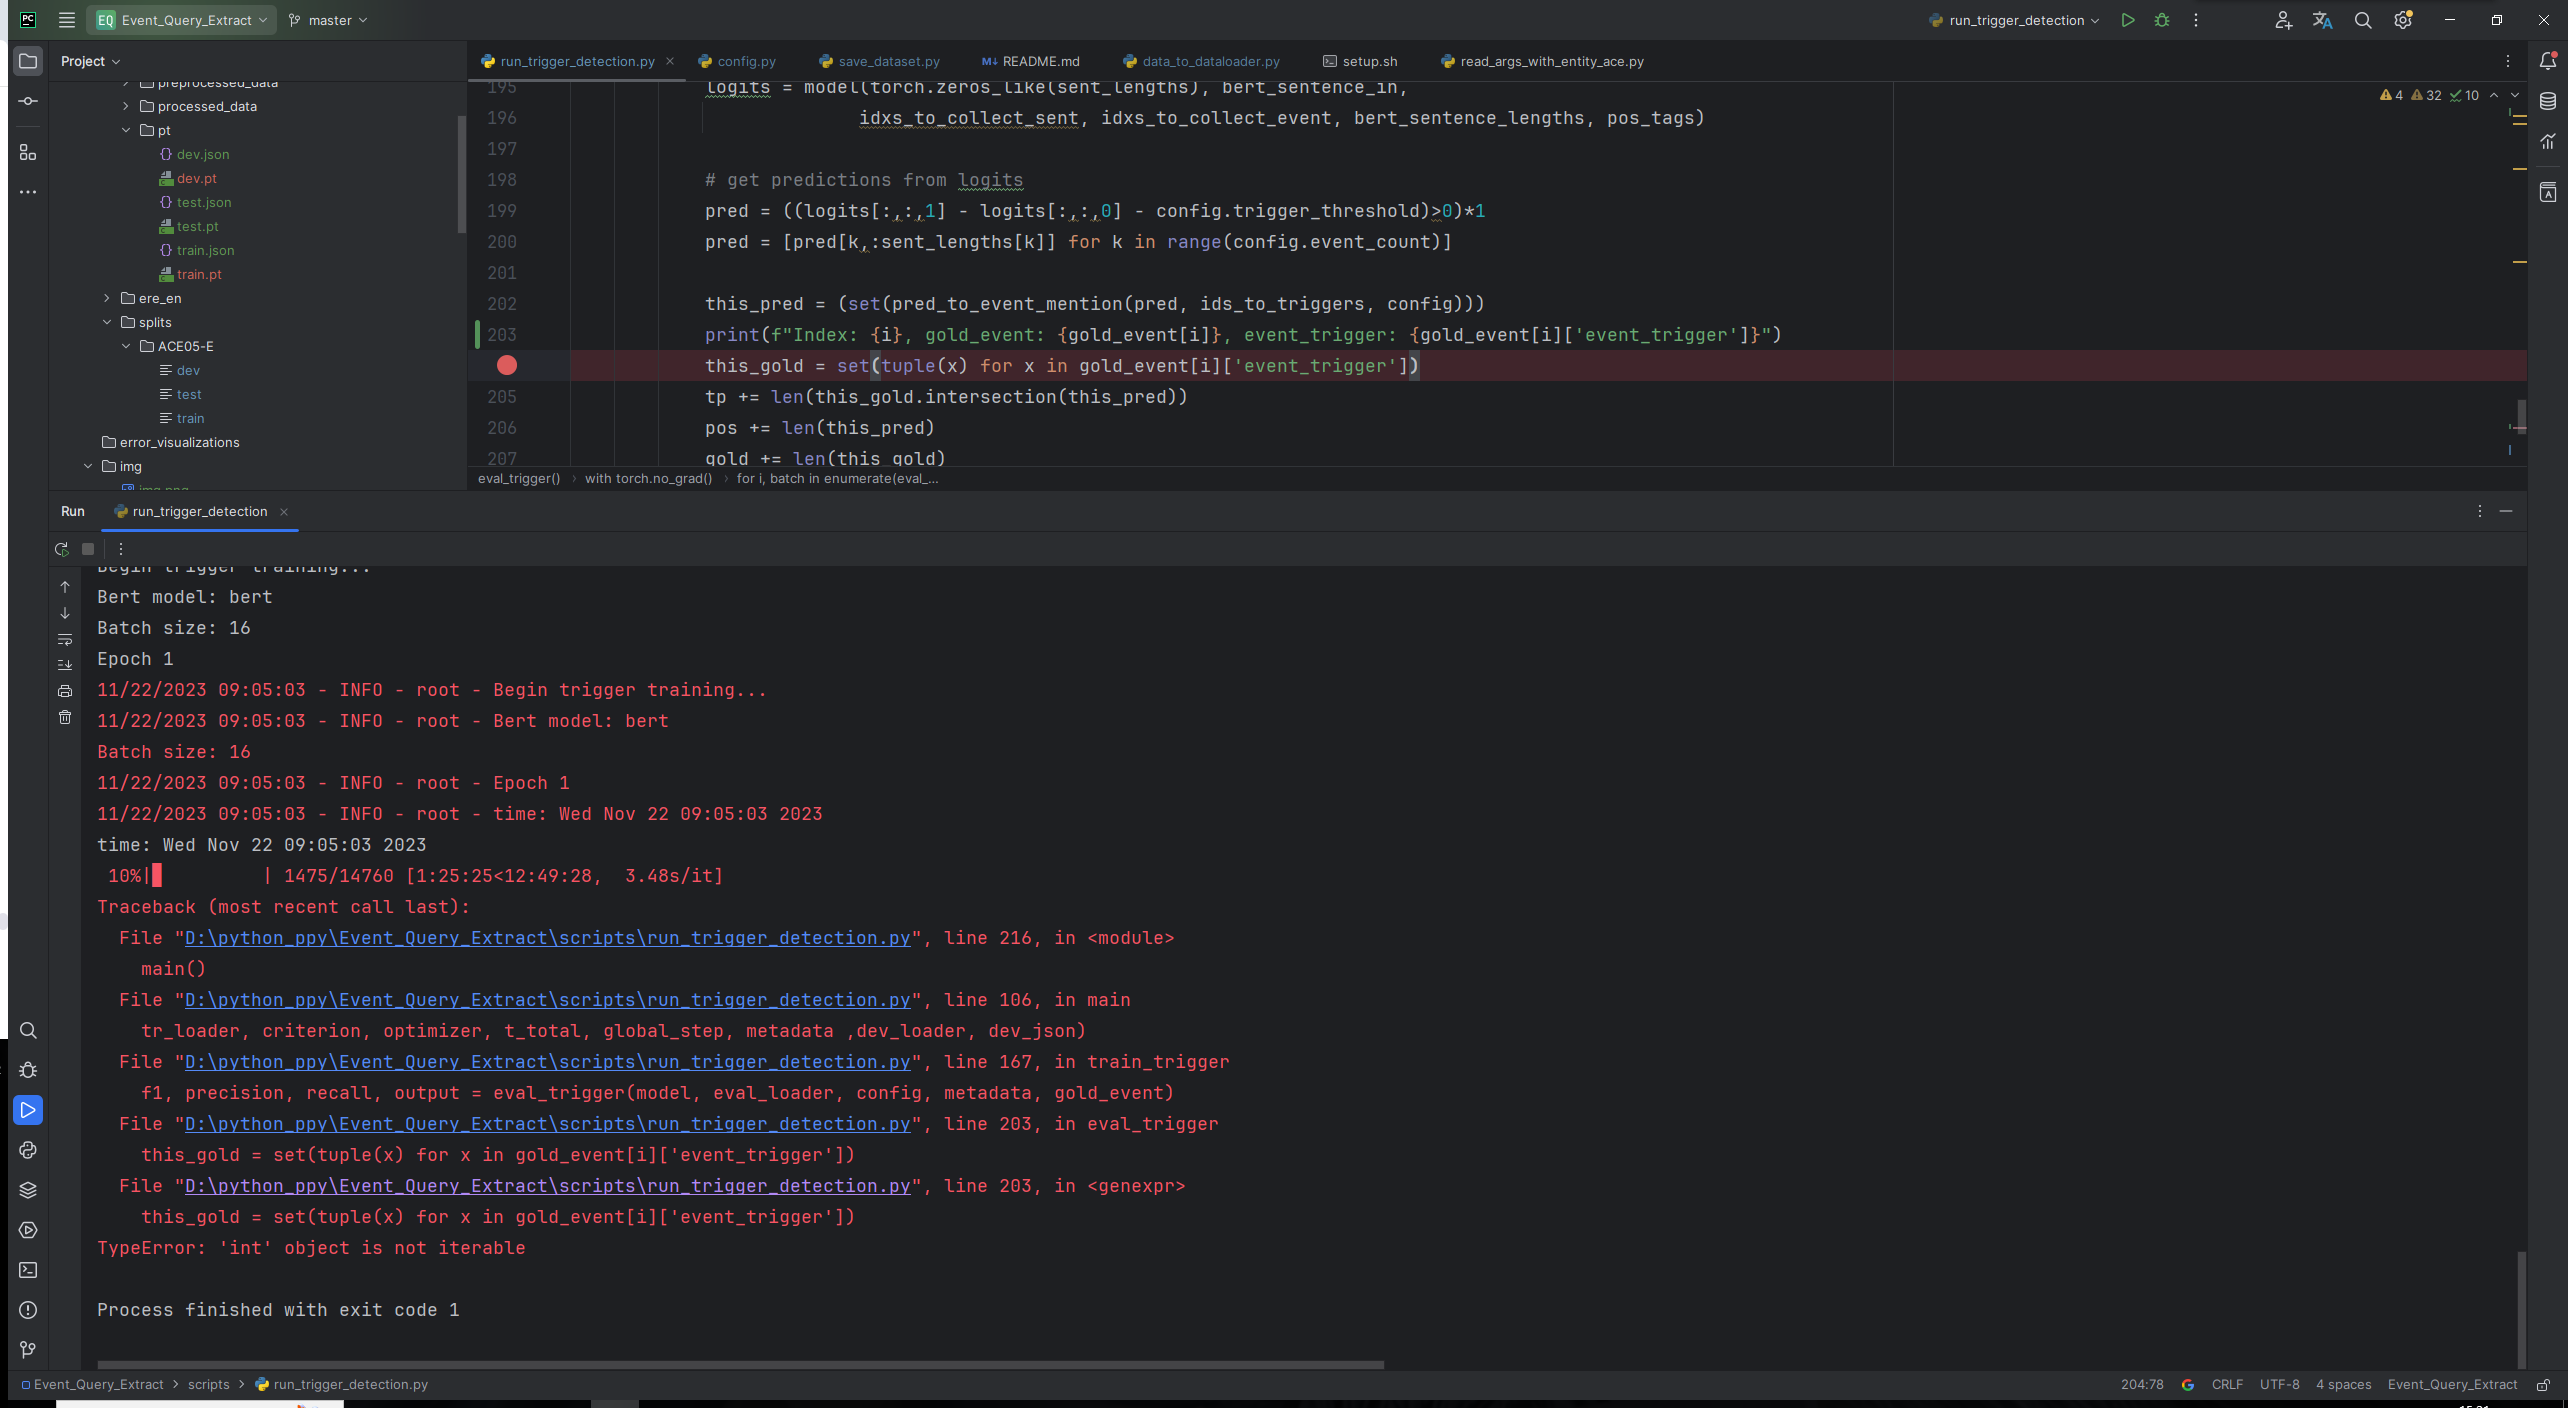 EQ Event_Query_Extract master run_trigger_detection
Project
preprocessed_data
processed_data
pt
dev.json
dev.pt
test.json
test.pt
train.json
train.pt
ere_en
splits
ACE05-E
dev
test
train
error_visualizations
img
img.png
run_trigger_detection.py config.py save_dataset.py README.md data_to_dataloader.py setup.sh read_args_with_entity_ace.py
4 32 10
195 logits = model(torch.zeros_like(sent_lengths), bert_sentence_in,
196 idxs_to_collect_sent, idxs_to_collect_event, bert_sentence_lengths, pos_tags)
197
198 # get predictions from logits
199 pred = ((logits[:,:,1] - logits[:,:,0] - config.trigger_threshold)>0)*1
200 pred = [pred[k,:sent_lengths[k]] for k in range(config.event_count)]
201
202 this_pred = (set(pred_to_event_mention(pred, ids_to_triggers, config)))
203 print(f"Index: {i}, gold_event: {gold_event[i]}, event_trigger: {gold_event[i]['event_trigger']}")
this_gold = set(tuple(x) for x in gold_event[i]['event_trigger'])
205 tp += len(this_gold.intersection(this_pred))
206 pos += len(this_pred)
207 gold += len(this_gold)
eval_trigger() › with torch.no_grad() › for i, batch in enumerate(eval_...
Run run_trigger_detection
Begin trigger training...
Bert model: bert
Batch size: 16
Epoch 1
11/22/2023 09:05:03 - INFO - root - Begin trigger training...
11/22/2023 09:05:03 - INFO - root - Bert model: bert
Batch size: 16
11/22/2023 09:05:03 - INFO - root - Epoch 1
11/22/2023 09:05:03 - INFO - root - time: Wed Nov 22 09:05:03 2023
time: Wed Nov 22 09:05:03 2023
10%|█ | 1475/14760 [1:25:25<12:49:28, 3.48s/it]
Traceback (most recent call last):
File "D:\python_ppy\Event_Query_Extract\scripts\run_trigger_detection.py", line 216, in <module>
main()
File "D:\python_ppy\Event_Query_Extract\scripts\run_trigger_detection.py", line 106, in main
tr_loader, criterion, optimizer, t_total, global_step, metadata ,dev_loader, dev_json)
File "D:\python_ppy\Event_Query_Extract\scripts\run_trigger_detection.py", line 167, in train_trigger
f1, precision, recall, output = eval_trigger(model, eval_loader, config, metadata, gold_event)
File "D:\python_ppy\Event_Query_Extract\scripts\run_trigger_detection.py", line 203, in eval_trigger
this_gold = set(tuple(x) for x in gold_event[i]['event_trigger'])
File "D:\python_ppy\Event_Query_Extract\scripts\run_trigger_detection.py", line 203, in <genexpr>
this_gold = set(tuple(x) for x in gold_event[i]['event_trigger'])
TypeError: 'int' object is not iterable
Process finished with exit code 1
Event_Query_Extract › scripts › run_trigger_detection.py
204:78 CRLF UTF-8 4 spaces Event_Query_Extract